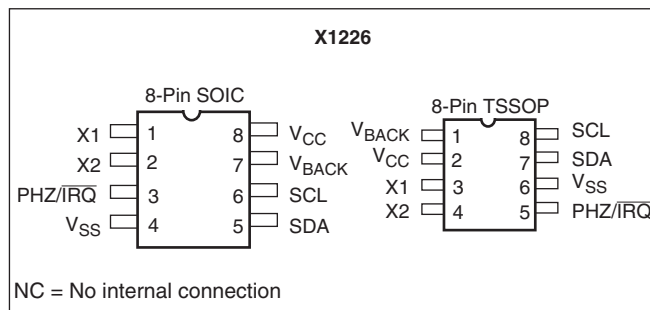 X1226
8-Pin SOIC
X1 1 8 VCC
X2 2 7 VBACK
PHZ/IRQ 3 6 SCL
VSS 4 5 SDA
8-Pin TSSOP
VBACK 1 8 SCL
VCC 2 7 SDA
X1 3 6 VSS
X2 4 5 PHZ/IRQ
NC = No internal connection